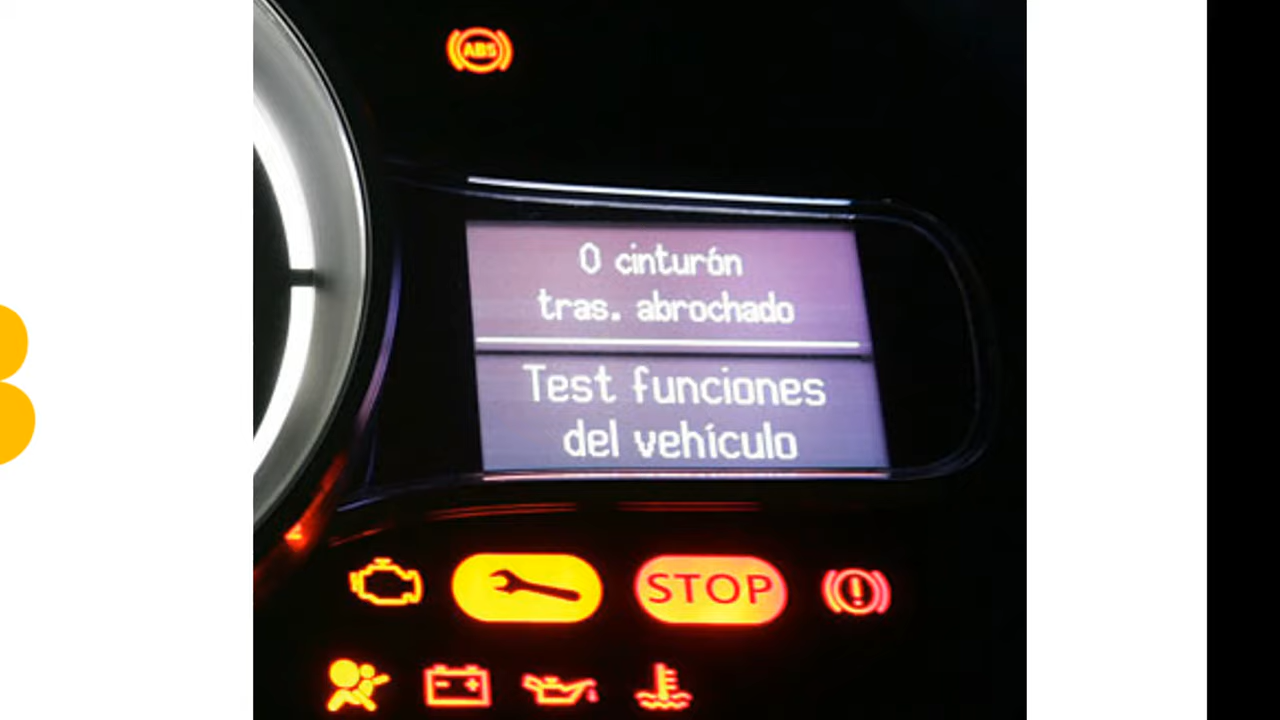 ABS
0 cinturón
tras. abrochado
Test funciones
del vehículo
STOP